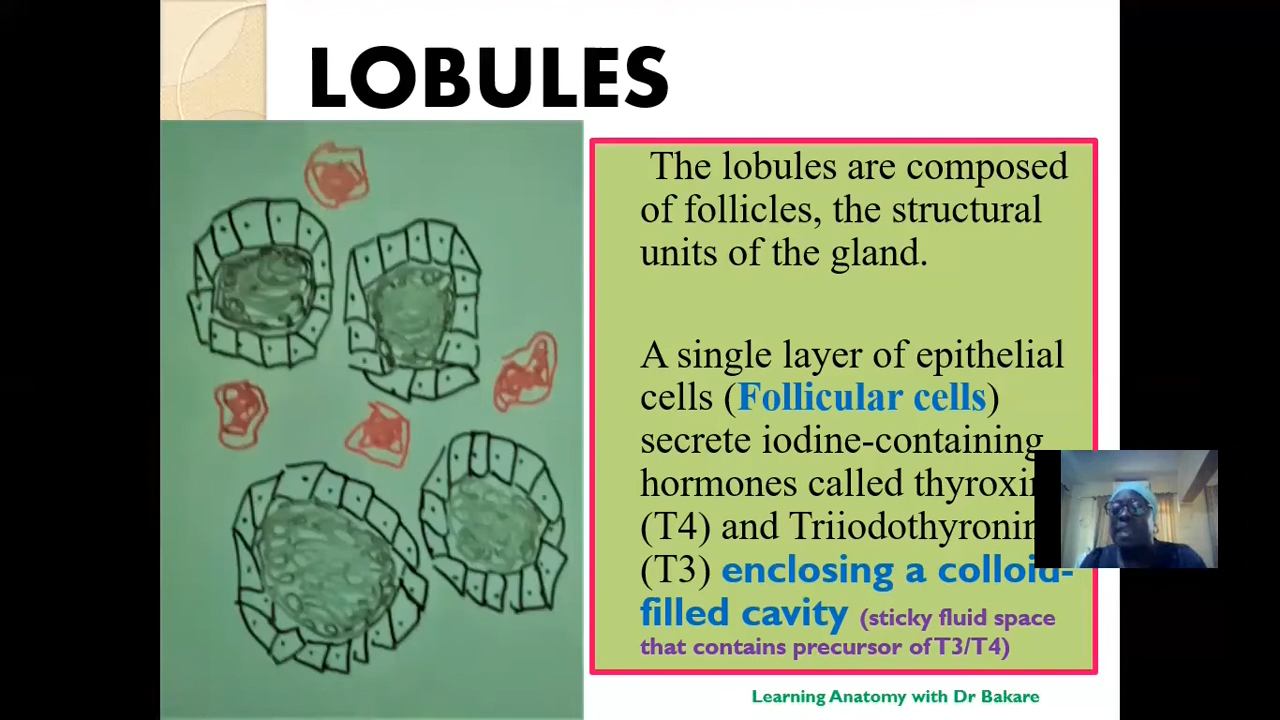 LOBULES
The lobules are composed
of follicles, the structural
units of the gland.
A single layer of epithelial
cells (Follicular cells)
secrete iodine-containing
hormones called
(T4) and
(T3) enclosing a colloid-
filled cavity (sticky fluid space
that contains precursor of T3/T4)
Learning Anatomy with Dr Bakare